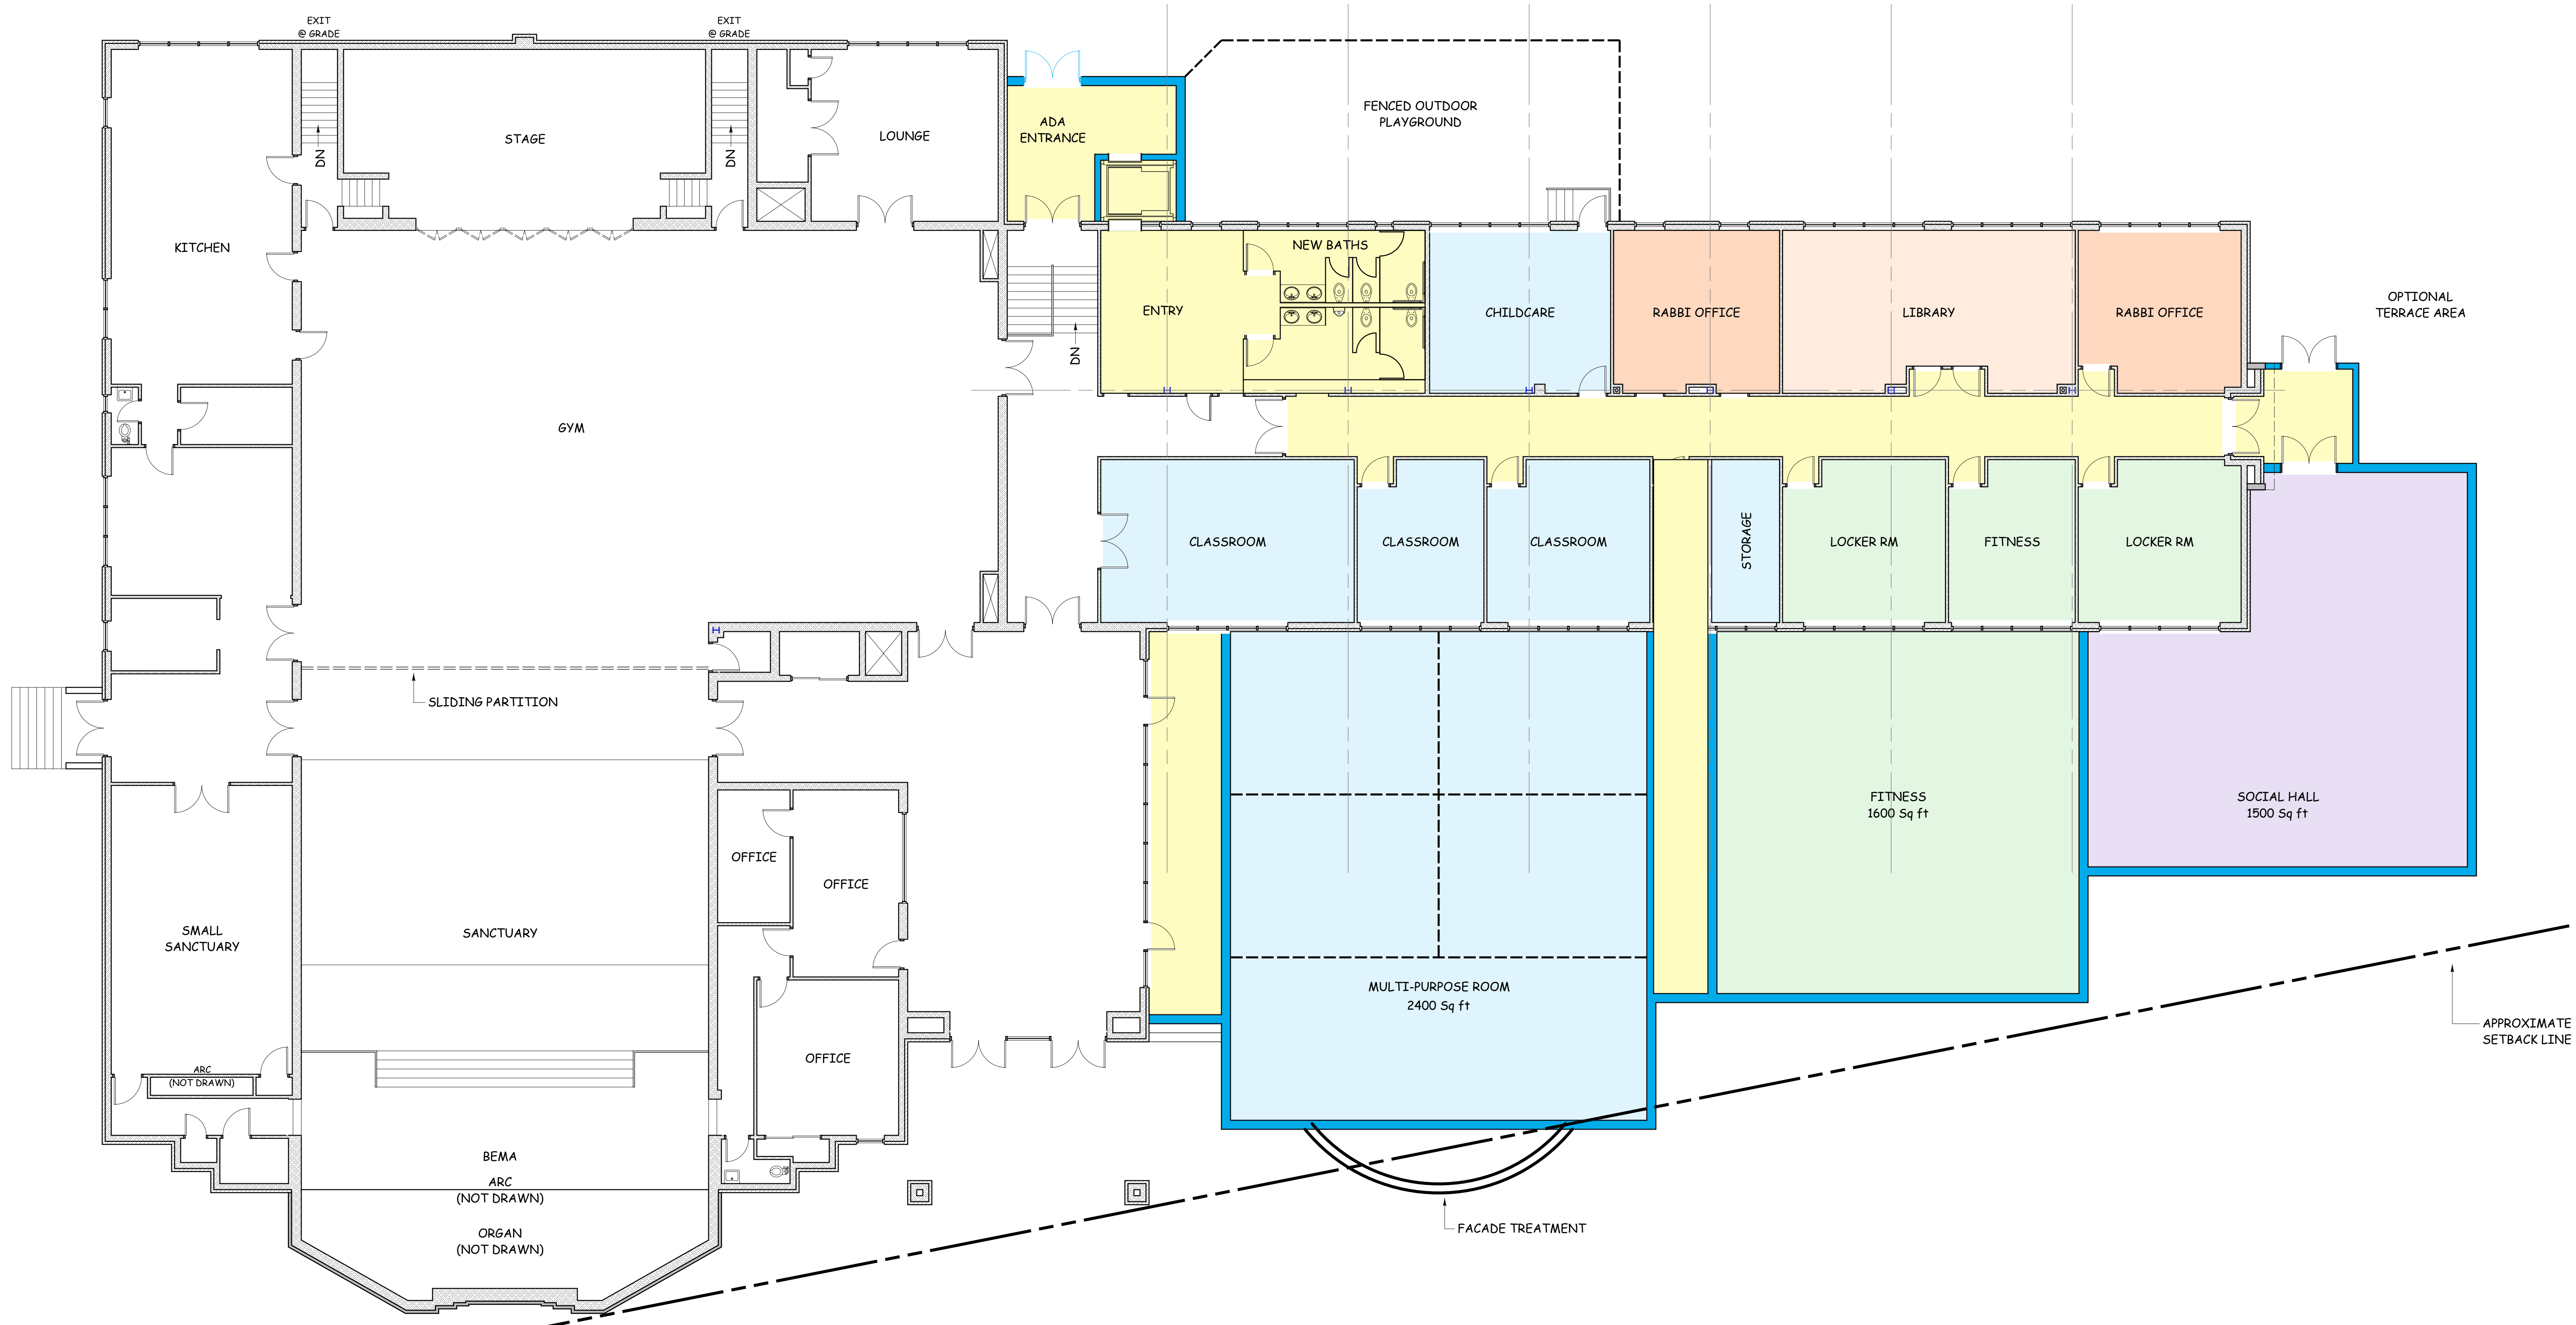 EXIT
@ GRADE
EXIT
@ GRADE
FENCED OUTDOOR
PLAYGROUND
ADA
ENTRANCE
STAGE
LOUNGE
DN
DN
KITCHEN
NEW BATHS
ENTRY
CHILDCARE
RABBI OFFICE
LIBRARY
RABBI OFFICE
OPTIONAL
TERRACE AREA
DN
GYM
CLASSROOM
CLASSROOM
CLASSROOM
STORAGE
LOCKER RM
FITNESS
LOCKER RM
SLIDING PARTITION
FITNESS
1600 Sq ft
SOCIAL HALL
1500 Sq ft
OFFICE
OFFICE
SMALL
SANCTUARY
SANCTUARY
MULTI-PURPOSE ROOM
2400 Sq ft
APPROXIMATE
SETBACK LINE
OFFICE
ARC
(NOT DRAWN)
BEMA
ARC
(NOT DRAWN)
ORGAN
(NOT DRAWN)
FACADE TREATMENT